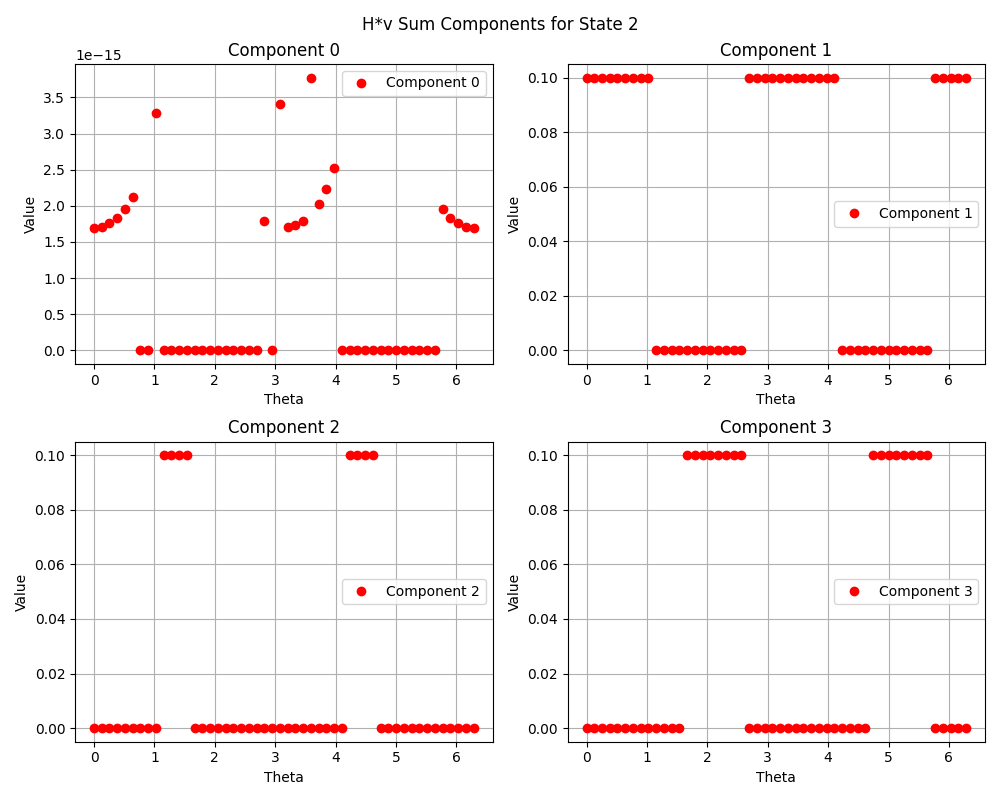 H*v Sum Components for State 2
Component 0
1e−15
3.5
3.0
2.5
2.0
1.5
1.0
0.5
0.0
Value
Component 0
0 1 2 3 4 5 6
Theta
Component 1
0.10
0.08
0.06
0.04
0.02
0.00
Value
Component 1
0 1 2 3 4 5 6
Theta
Component 2
0.10
0.08
0.06
0.04
0.02
0.00
Value
Component 2
0 1 2 3 4 5 6
Theta
Component 3
0.10
0.08
0.06
0.04
0.02
0.00
Value
Component 3
0 1 2 3 4 5 6
Theta